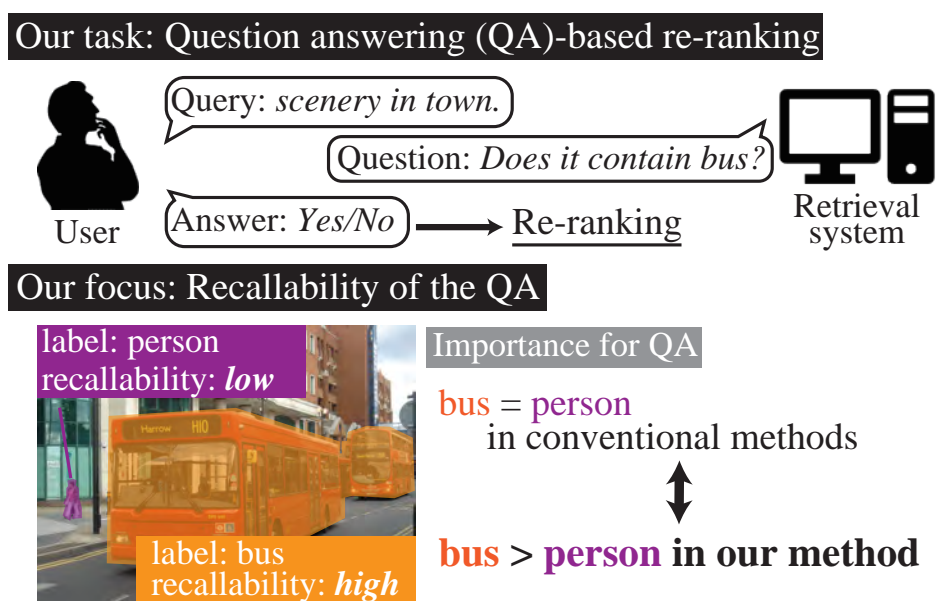 Our task: Question answering (QA)-based re-ranking
Query: scenery in town.
Question: Does it contain bus?
Answer: Yes/No
Re-ranking
User
Retrieval
system
Our focus: Recallability of the QA
label: person
recallability: low
Harrow H10
label: bus
recallability: high
Importance for QA
bus = person
in conventional methods
bus > person in our method